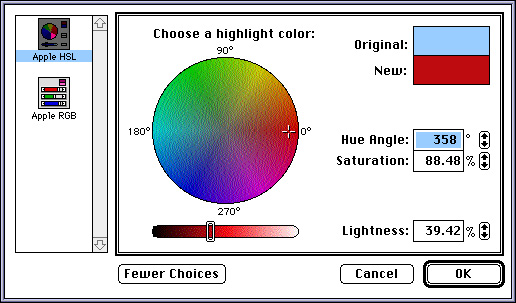 Apple HSL
Apple RGB
Choose a highlight color:
90°
180°
0°
270°
Original:
New:
Hue Angle: 358 °
Saturation: 88.48 %
Lightness: 39.42 %
Fewer Choices
Cancel
OK